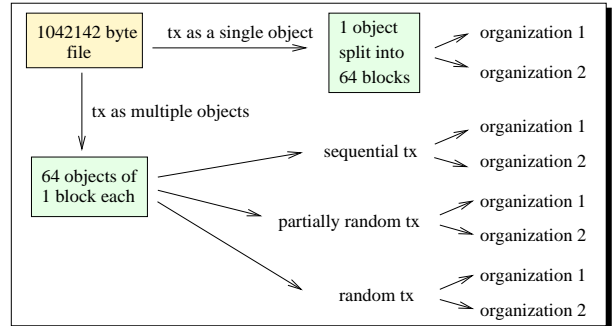 1042142 byte
file
tx as a single object
1 object
split into
64 blocks
organization 1
organization 2
tx as multiple objects
64 objects of
1 block each
sequential tx
organization 1
organization 2
partially random tx
organization 1
organization 2
random tx
organization 1
organization 2